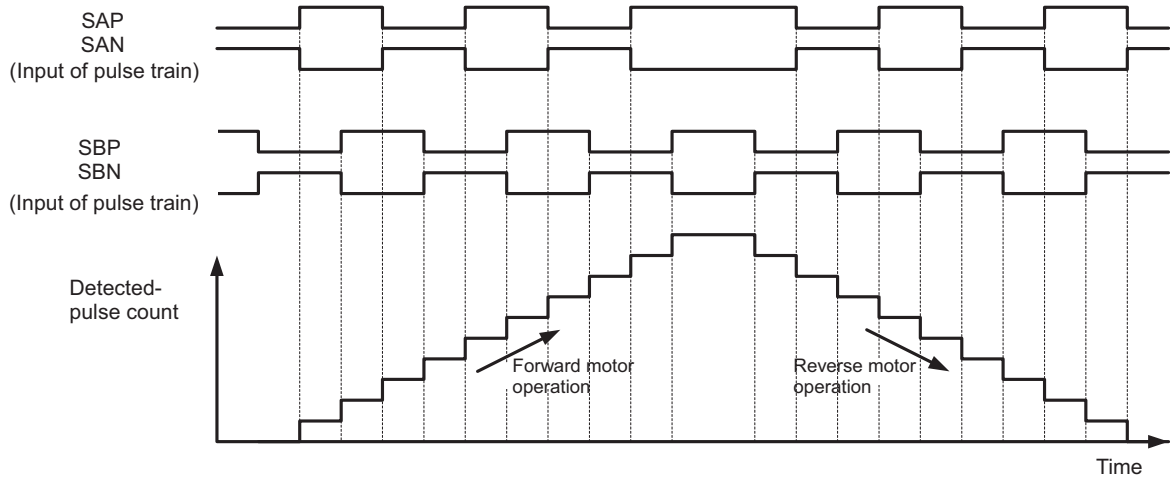 SAP
SAN
(Input of pulse train)
SBP
SBN
(Input of pulse train)
Detected-
pulse count
Forward motor
operation
Reverse motor
operation
Time